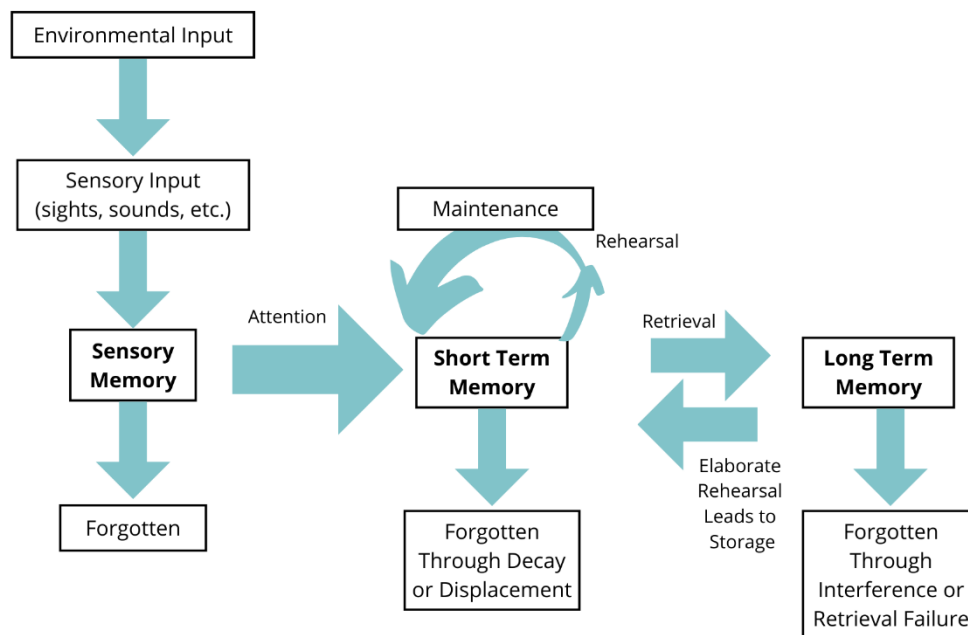 Environmental Input
Sensory Input
(sights, sounds, etc.)
Maintenance
Rehearsal
Attention
Retrieval
Sensory
Memory
Short Term
Memory
Long Term
Memory
Elaborate
Rehearsal
Leads to
Storage
Forgotten
Forgotten
Through Decay
or Displacement
Forgotten
Through
Interference or
Retrieval Failure